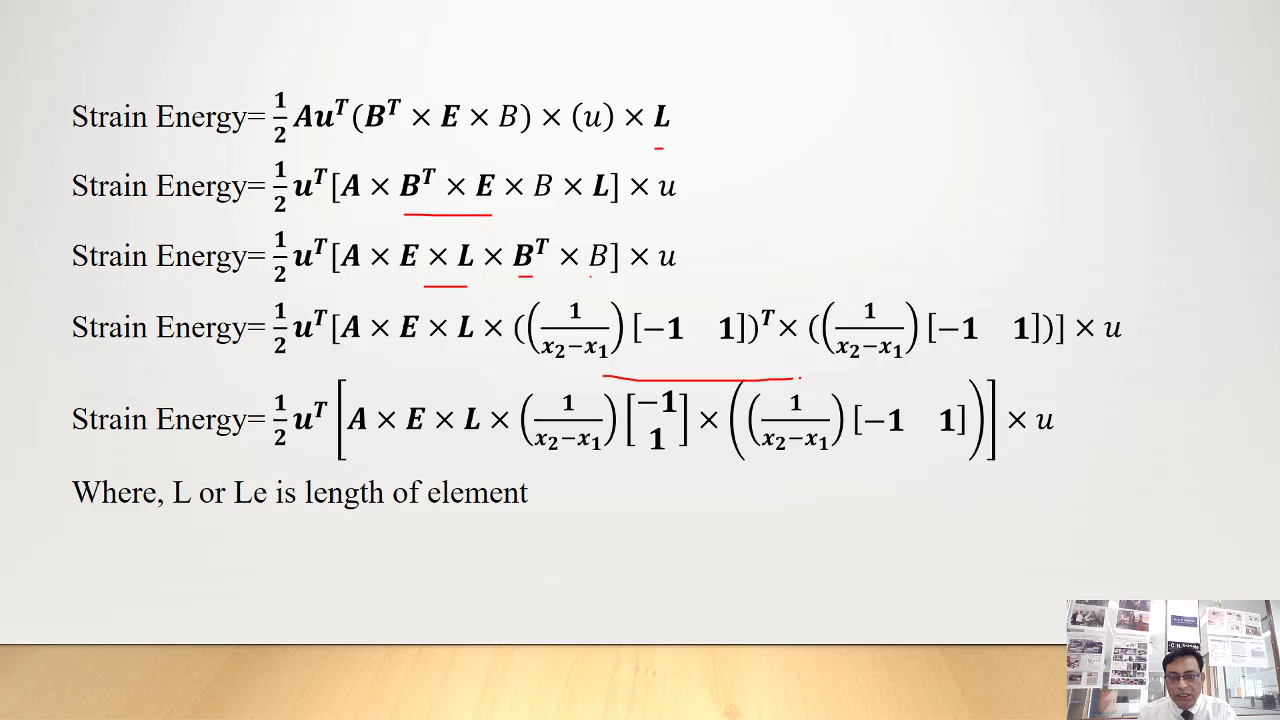 Strain Energy= 1/2 Au^T(B^T × E × B) × (u) × L
Strain Energy= 1/2 u^T[A × B^T × E × B × L] × u
Strain Energy= 1/2 u^T[A × E × L × B^T × B] × u
Strain Energy= 1/2 u^T[A × E × L × ((1/(x₂−x₁))[−1 1])^T× ((1/(x₂−x₁))[−1 1])] × u
Strain Energy= 1/2 u^T [A × E × L × (1/(x₂−x₁)) [−1; 1] × ((1/(x₂−x₁))[−1 1])] × u
Where, L or Le is length of element